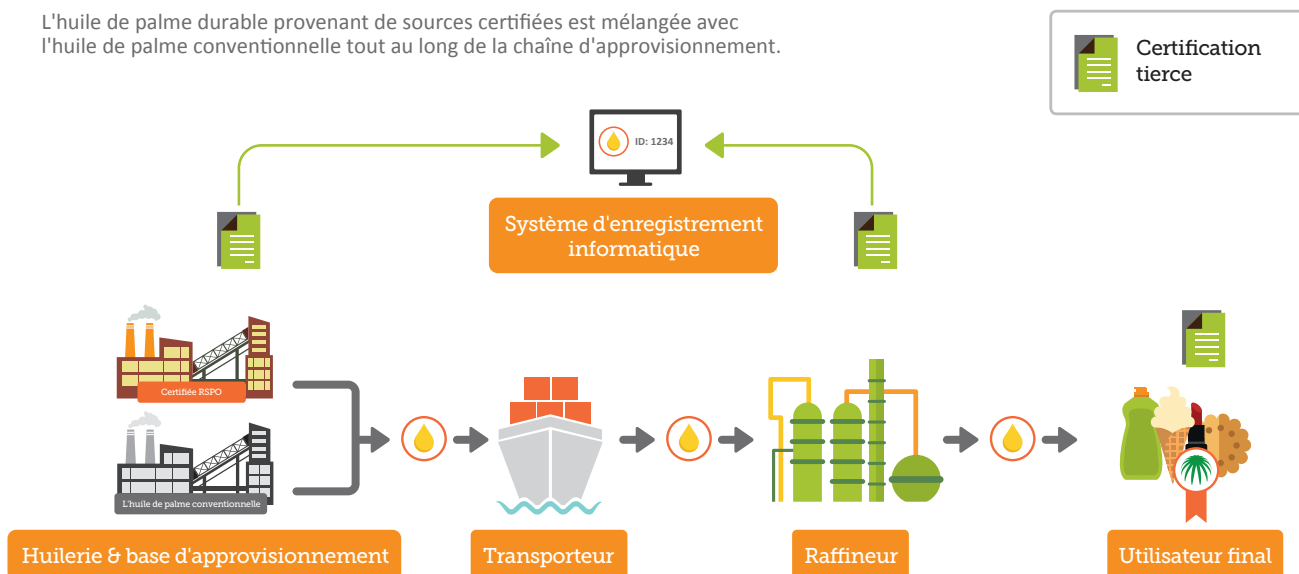 L'huile de palme durable provenant de sources certifiées est mélangée avec
l'huile de palme conventionnelle tout au long de la chaîne d'approvisionnement.
Certification
tierce
ID: 1234
Système d'enregistrement
informatique
Certifiée RSPO
L'huile de palme conventionnelle
Huilerie & base d'approvisionnement
Transporteur
Raffineur
Utilisateur final